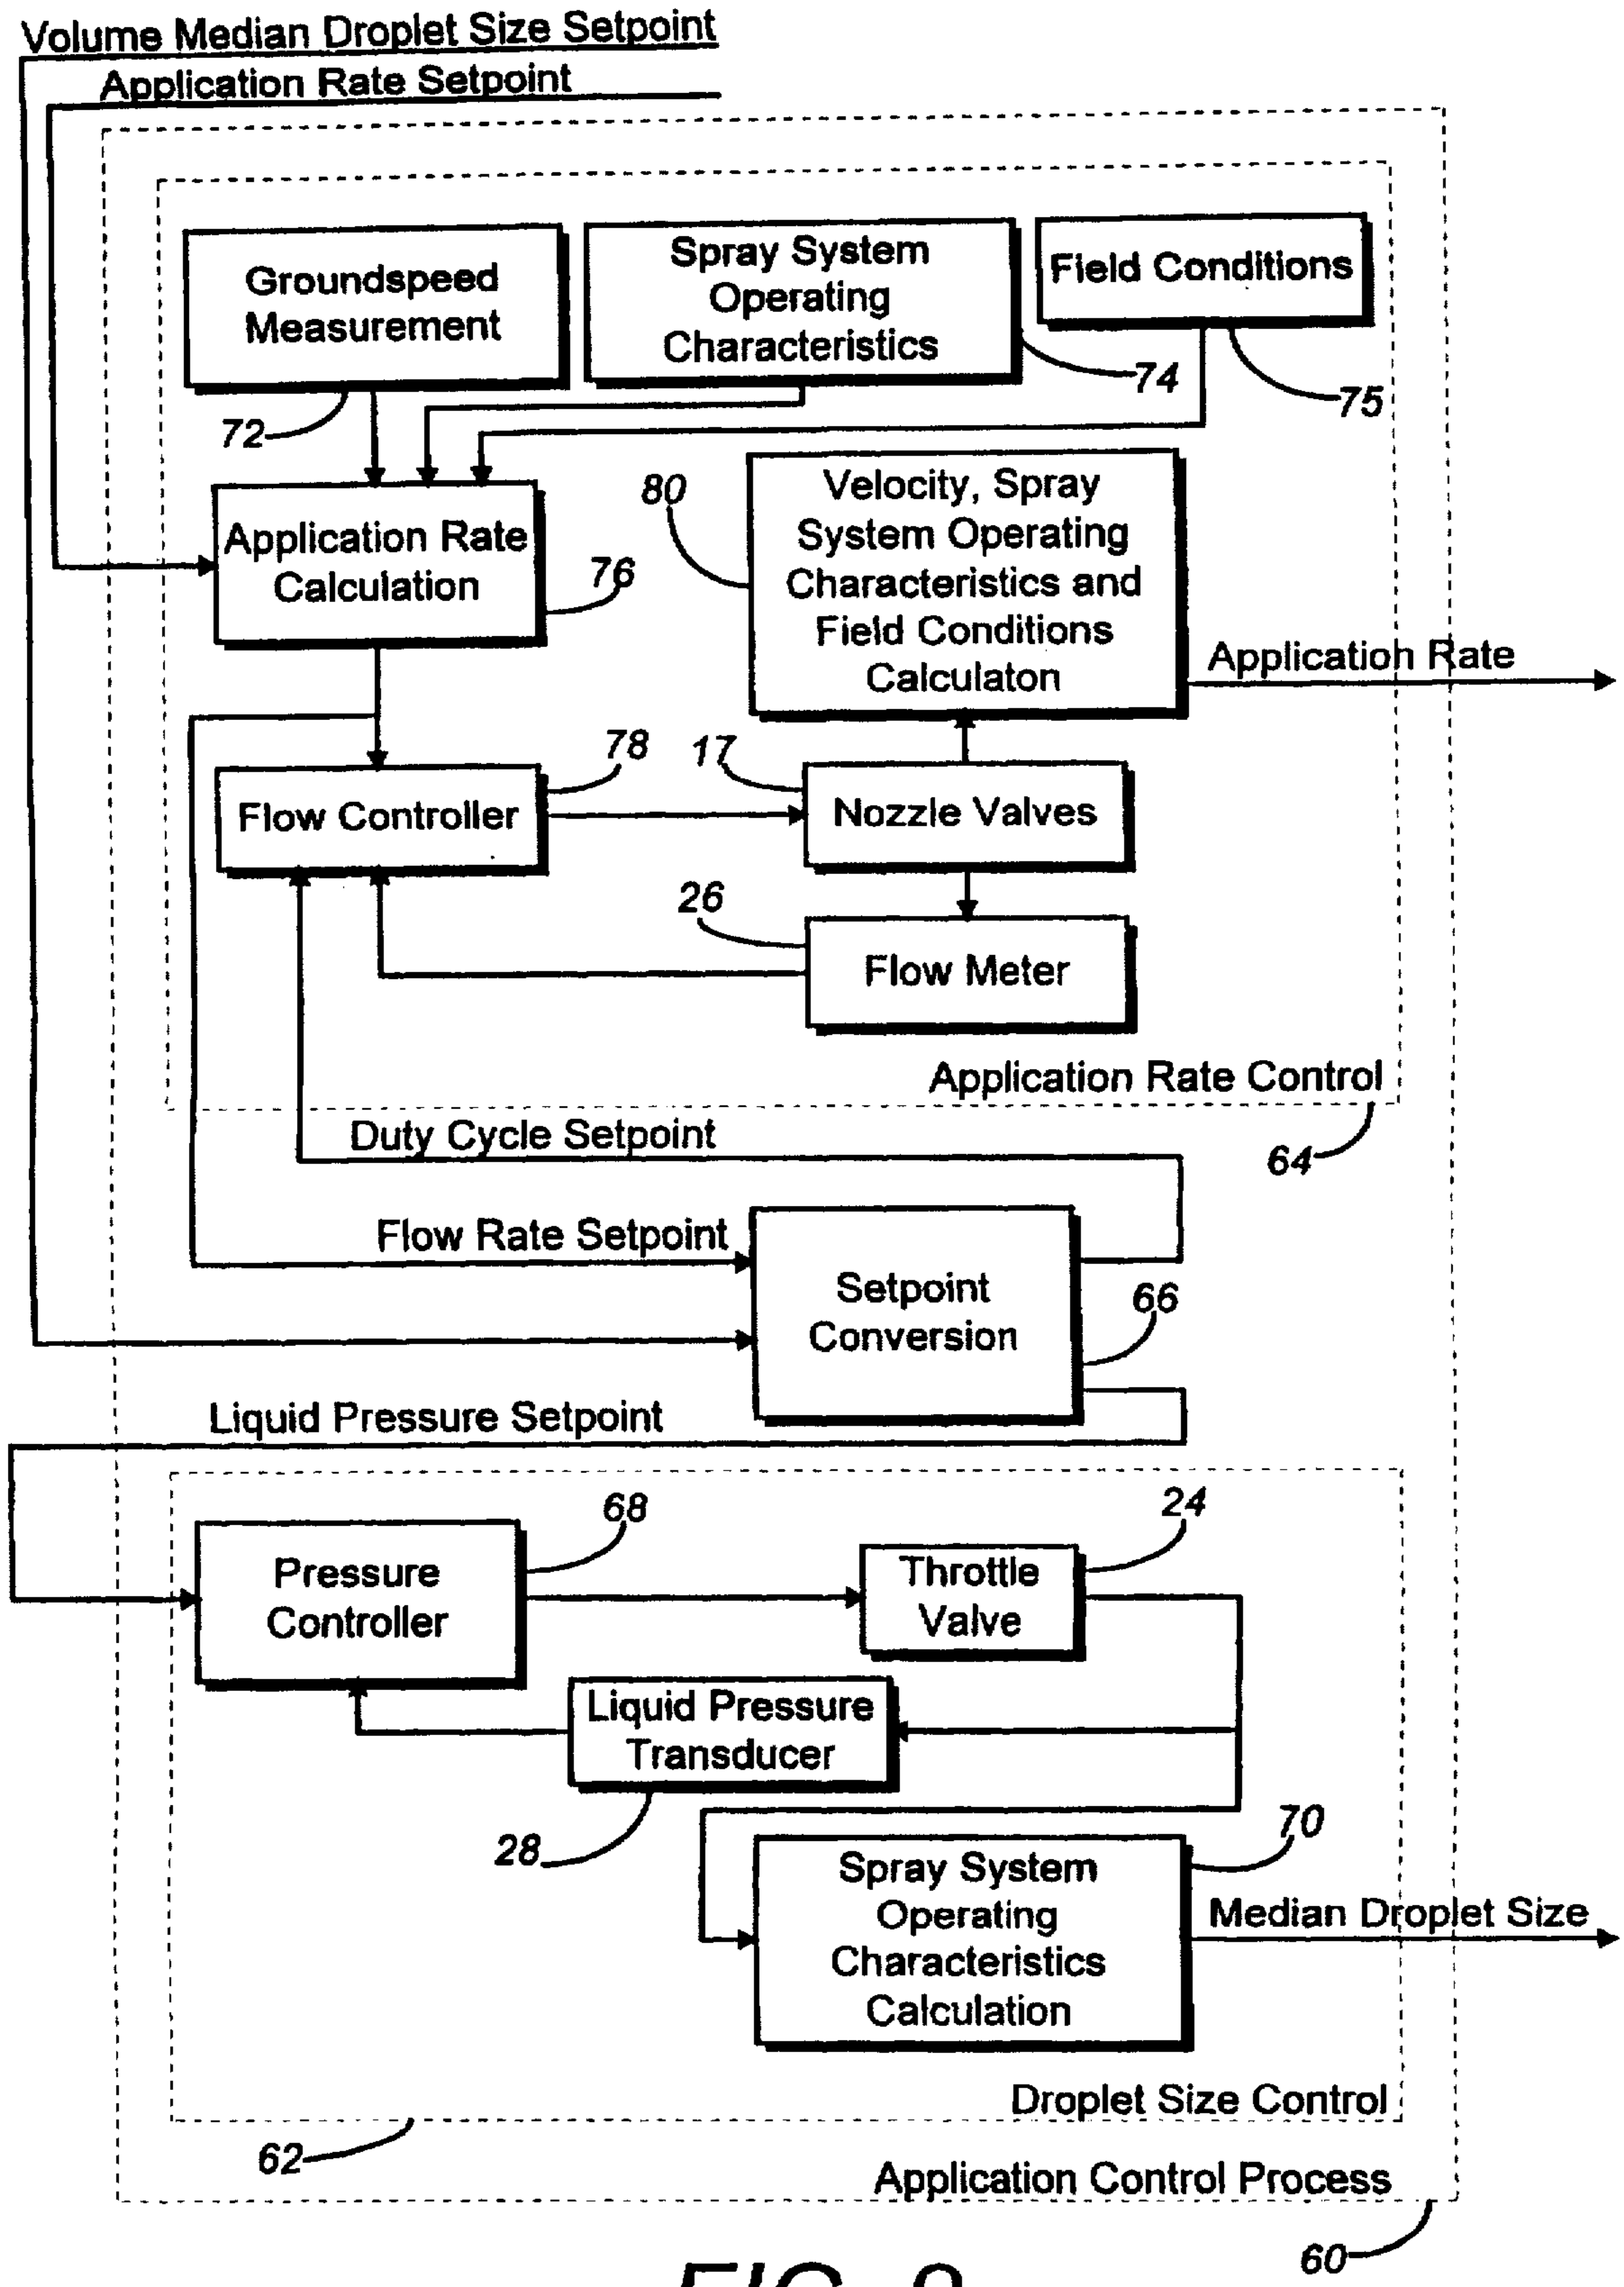 Volume Median Droplet Size Setpoint
Application Rate Setpoint
Groundspeed
Measurement
72
Spray System
Operating
Characteristics
74
Field Conditions
75
Application Rate
Calculation
76
80
Velocity, Spray
System Operating
Characteristics and
Field Conditions
Calculaton
Application Rate
Flow Controller
78
17
Nozzle Valves
26
Flow Meter
Application Rate Control
64
Duty Cycle Setpoint
Flow Rate Setpoint
Setpoint
Conversion
66
Liquid Pressure Setpoint
Pressure
Controller
68
Throttle
Valve
24
Liquid Pressure
Transducer
28
Spray System
Operating
Characteristics
Calculation
70
Median Droplet Size
Droplet Size Control
62
Application Control Process
60